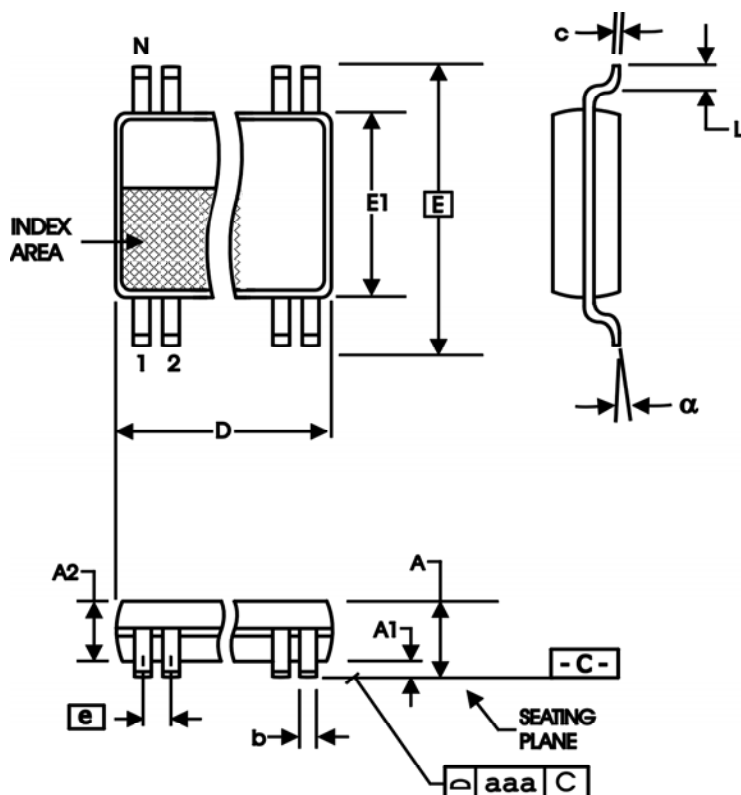 N
c
L
E1
E
INDEX
AREA
1 2
α
D
A2
A
A1
- C -
e
b
SEATING
PLANE
aaa C